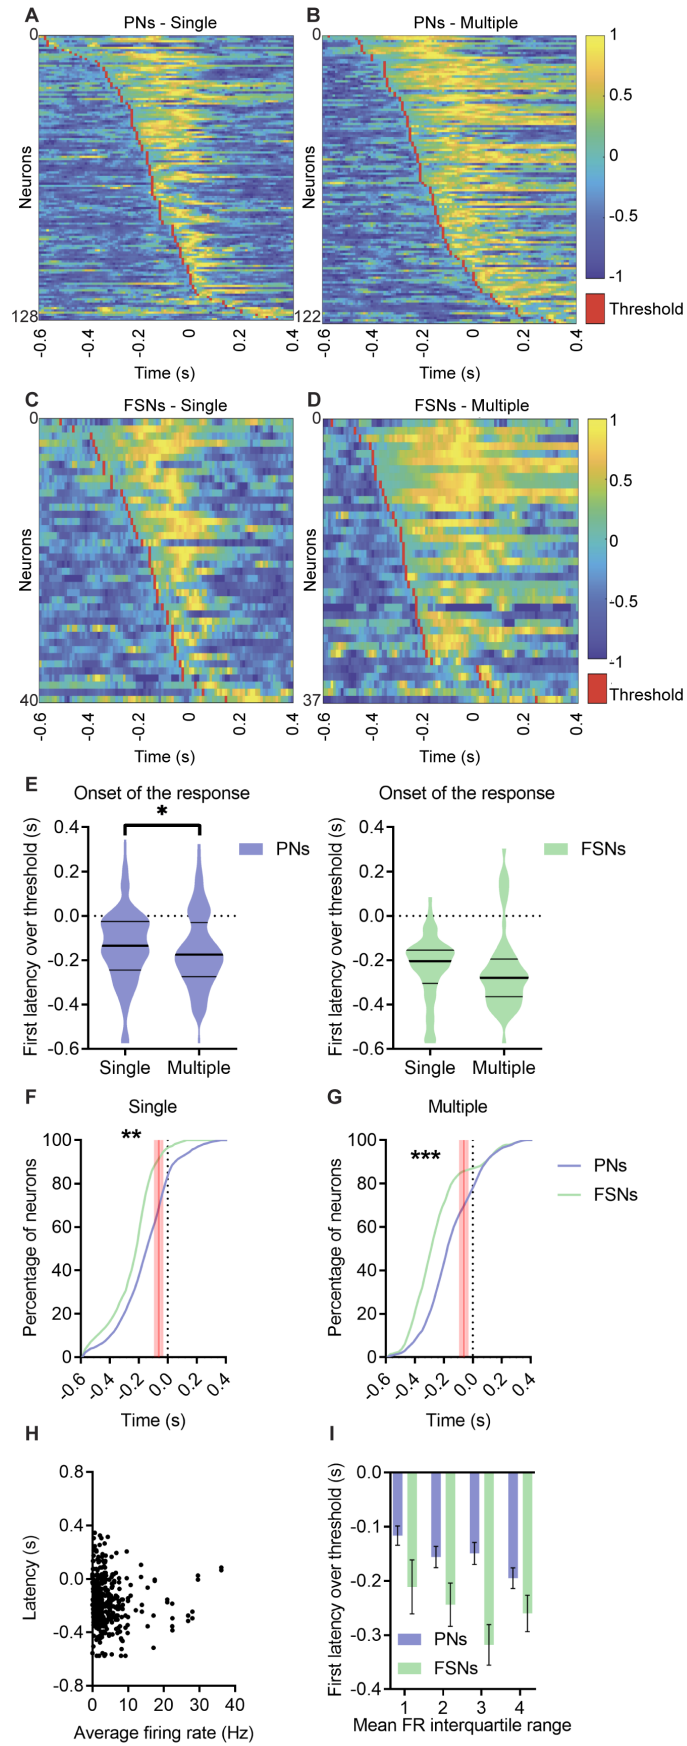 A
PNs - Single
0
Neurons
128
-0.6
-0.4
-0.2
0
0.2
0.4
Time (s)
B
PNs - Multiple
0
Neurons
122
-0.6
-0.4
-0.2
0
0.2
0.4
Time (s)
1
0.5
0
-0.5
-1
Threshold
C
FSNs - Single
0
Neurons
40
-0.6
-0.4
-0.2
0
0.2
0.4
Time (s)
D
FSNs - Multiple
0
Neurons
37
-0.6
-0.4
-0.2
0
0.2
0.4
Time (s)
1
0.5
0
-0.5
-1
Threshold
E
Onset of the response
*
First latency over threshold (s)
0.4
0.2
0.0
-0.2
-0.4
-0.6
Single
Multiple
PNs
Onset of the response
First latency over threshold (s)
0.4
0.2
0.0
-0.2
-0.4
-0.6
Single
Multiple
FSNs
F
Single
**
Percentage of neurons
100
80
60
40
20
0
-0.6
-0.4
-0.2
0.0
0.2
0.4
Time (s)
G
Multiple
***
Percentage of neurons
100
80
60
40
20
0
-0.6
-0.4
-0.2
0.0
0.2
0.4
Time (s)
PNs
FSNs
H
Latency (s)
0.8
0.4
0.0
-0.4
-0.8
0
10
20
30
40
Average firing rate (Hz)
I
First latency over threshold (s)
0.0
-0.1
-0.2
-0.3
-0.4
PNs
FSNs
1
2
3
4
Mean FR interquartile range